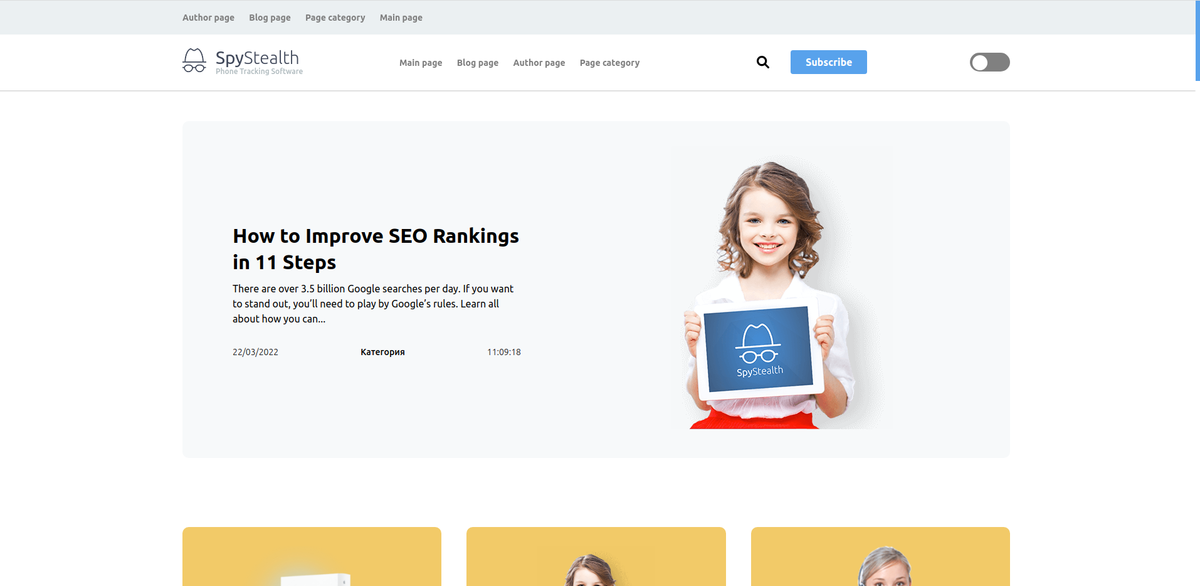 Author page Blog page Page category Main page
SpyStealth
Phone Tracking Software
Main page Blog page Author page Page category
Subscribe
How to Improve SEO Rankings
in 11 Steps
There are over 3.5 billion Google searches per day. If you want
to stand out, you’ll need to play by Google’s rules. Learn all
about how you can...
22/03/2022 Категория 11:09:18
SpyStealth